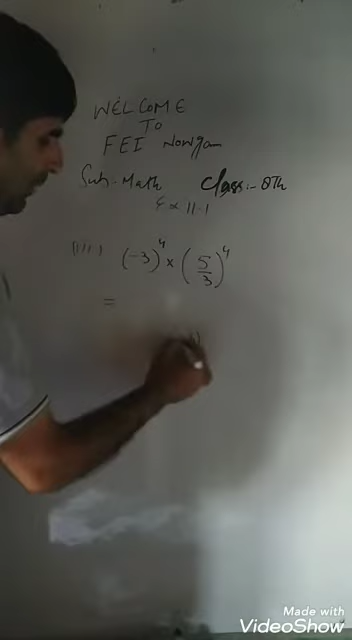 WELCOME
TO
FEI Nowgam
Sub:- Math Class:- 8Th
Ex 11.1
(iii) (-3)⁴ × (5/3)⁴
=
Made with
VideoShow